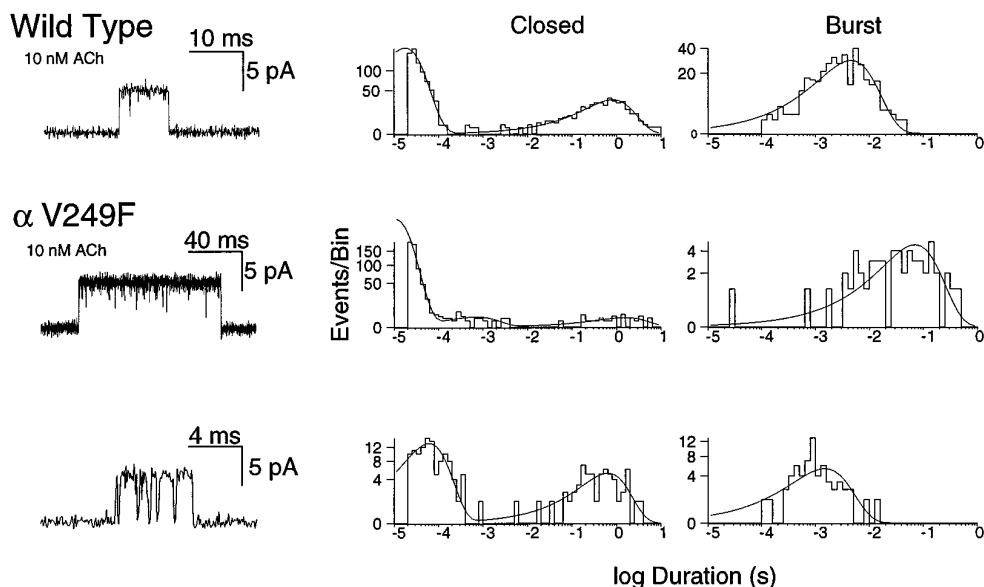 Wild Type
10 nM ACh
10 ms
5 pA
Closed
Burst
100
50
0
-5 -4 -3 -2 -1 0 1
40
20
0
-5 -4 -3 -2 -1 0
α V249F
10 nM ACh
40 ms
5 pA
Events/Bin
150
100
50
0
-5 -4 -3 -2 -1 0 1
4
2
0
-5 -4 -3 -2 -1 0
4 ms
5 pA
12
8
4
0
-5 -4 -3 -2 -1 0 1
12
8
4
0
-5 -4 -3 -2 -1 0
log Duration (s)